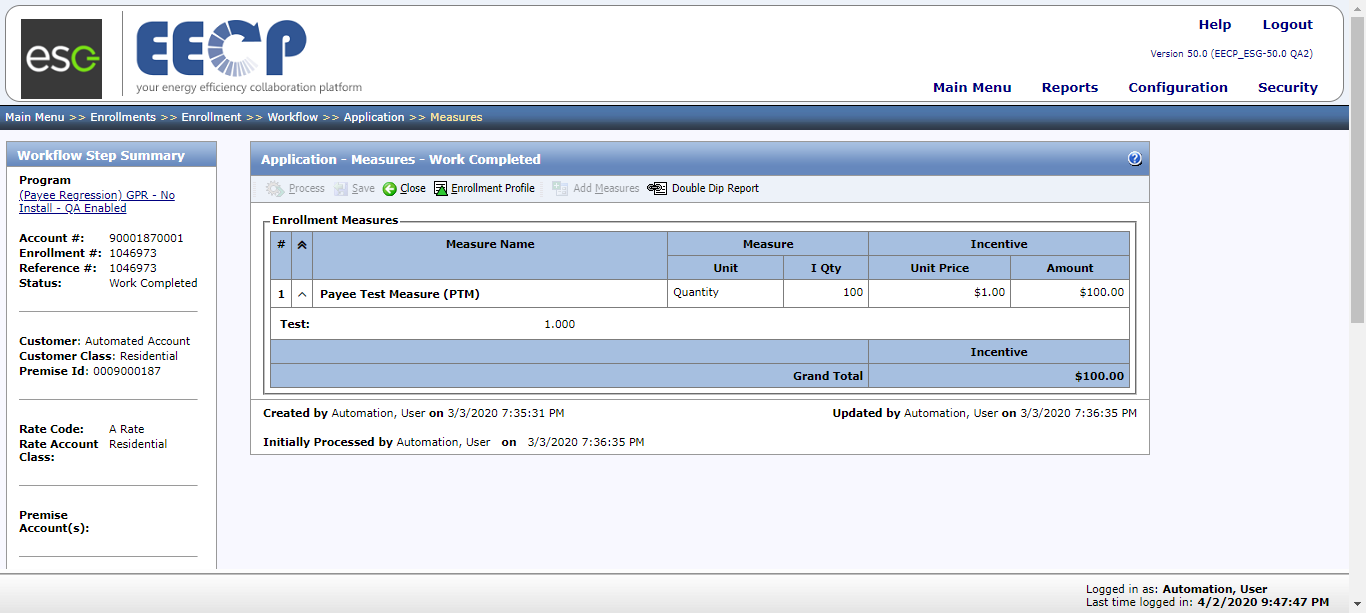 Help Logout
esc EECP
Version 50.0 (EECP_ESG-50.0 QA2)
your energy efficiency collaboration platform
Main Menu Reports Configuration Security
Main Menu >> Enrollments >> Enrollment >> Workflow >> Application >> Measures
Workflow Step Summary
Program
(Payee Regression) GPR - No
Install - QA Enabled
Account #: 90001870001
Enrollment #: 1046973
Reference #: 1046973
Status: Work Completed
Customer: Automated Account
Customer Class: Residential
Premise Id: 0009000187
Rate Code: A Rate
Rate Account Residential
Class:
Premise
Account(s):
Application - Measures - Work Completed ?
Process Save Close Enrollment Profile Add Measures Double Dip Report
Enrollment Measures
# Measure Name Measure Incentive
Unit I Qty Unit Price Amount
1 Payee Test Measure (PTM) Quantity 100 $1.00 $100.00
Test: 1.000
Incentive
Grand Total $100.00
Created by Automation, User on 3/3/2020 7:35:31 PM Updated by Automation, User on 3/3/2020 7:36:35 PM
Initially Processed by Automation, User on 3/3/2020 7:36:35 PM
Logged in as: Automation, User
Last time logged in: 4/2/2020 9:47:47 PM